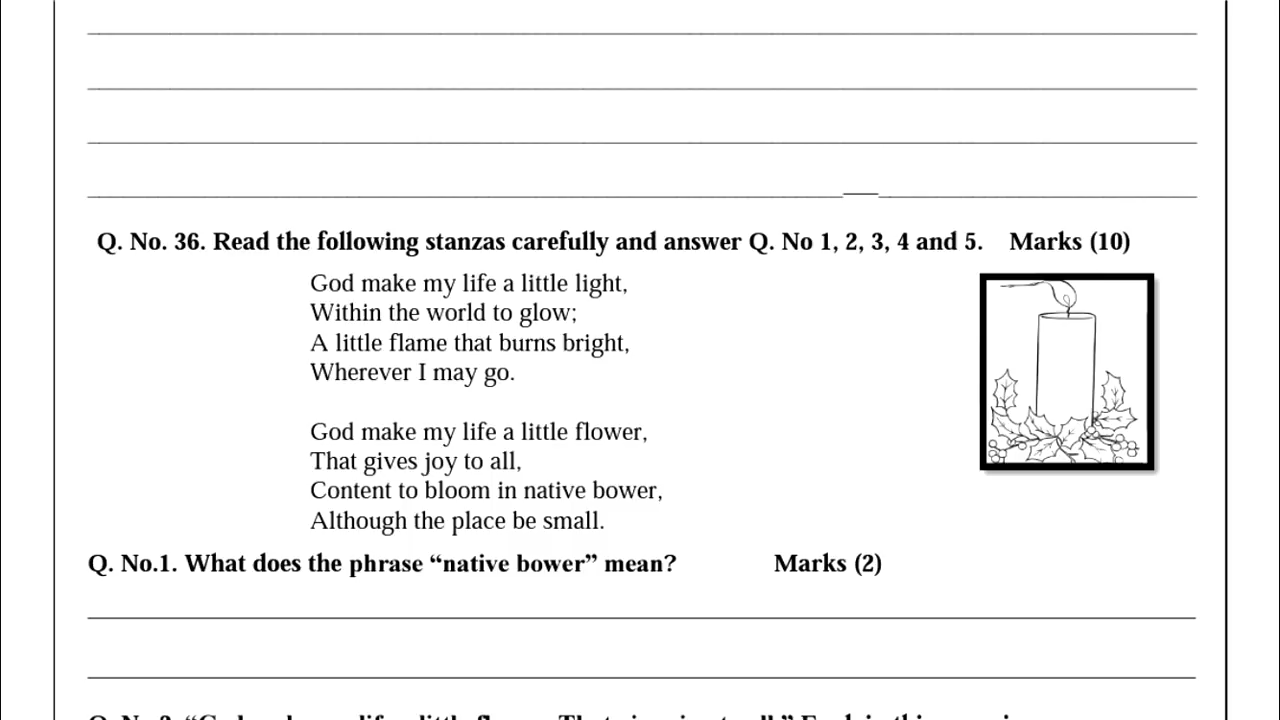 Q. No. 36. Read the following stanzas carefully and answer Q. No 1, 2, 3, 4 and 5. Marks (10)
God make my life a little light,
Within the world to glow;
A little flame that burns bright,
Wherever I may go.
God make my life a little flower,
That gives joy to all,
Content to bloom in native bower,
Although the place be small.
Q. No.1. What does the phrase “native bower” mean? Marks (2)